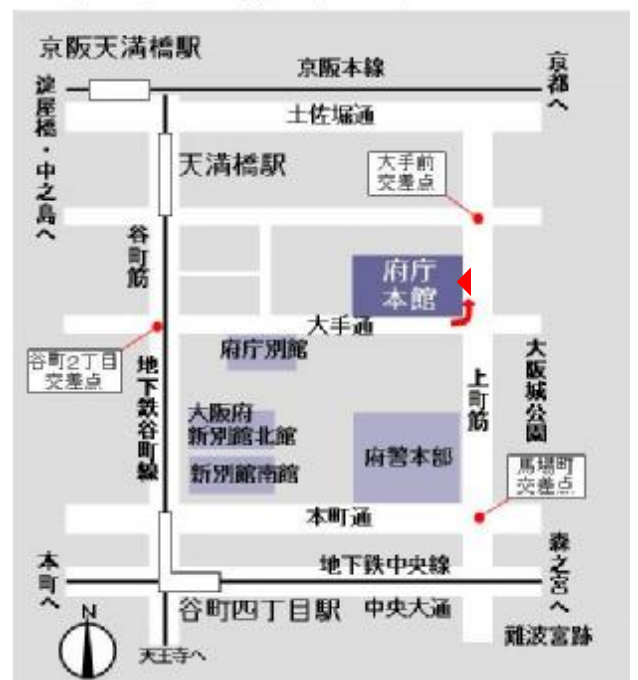 京阪天満橋駅
京阪本線
京都へ
淀屋橋・中之島へ
土佐堀通
天満橋駅
大手前
交差点
谷町筋
府庁
本館
大手通
府庁別館
谷町2丁目
交差点
地下鉄谷町線
大阪府
新別館北館
新別館南館
府警本部
上町筋
大阪城公園
馬場町
交差点
本町通
本町へ
地下鉄中央線
森之宮へ
谷町四丁目駅
中央大通
難波宮跡
N
天王寺へ